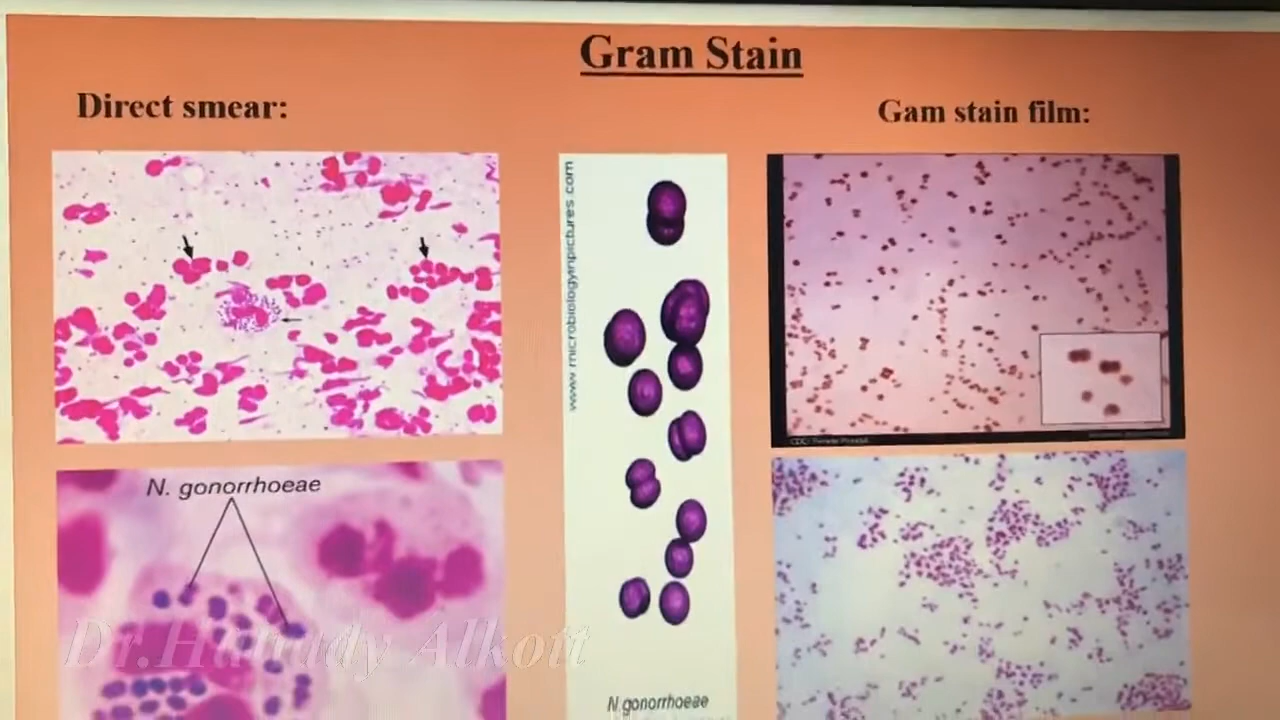 Gram Stain
Direct smear:
Gam stain film:
www.microbiologyinpictures.com
N. gonorrhoeae
Dr.Hamady Alkott
N.gonorrhoeae